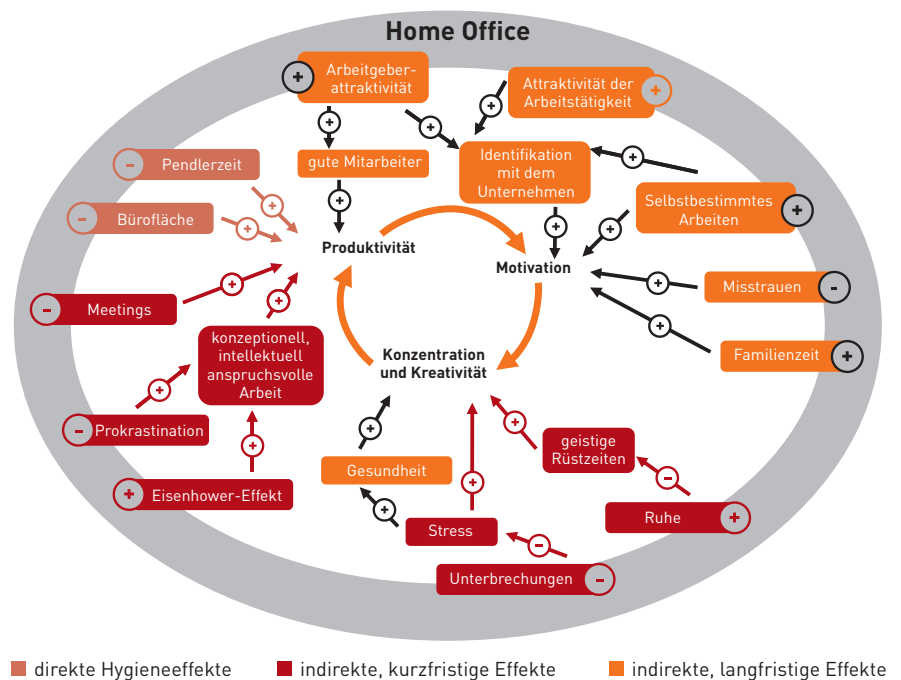 Home Office
Arbeitgeber-
attraktivität
+
Attraktivität der
Arbeitstätigkeit
+
+
+
+
gute Mitarbeiter
Identifikation
mit dem
Unternehmen
+
Pendlerzeit
-
+
+
Selbstbestimmtes
Arbeiten
+
Bürofläche
-
+
+
+
Produktivität
Motivation
Misstrauen
-
+
Meetings
-
+
+
+
Familienzeit
+
konzeptionell,
intellektuell
anspruchsvolle
Arbeit
Konzentration
und Kreativität
+
Prokrastination
-
+
+
+
geistige
Rüstzeiten
Gesundheit
-
Eisenhower-Effekt
+
+
+
Ruhe
+
Stress
-
Unterbrechungen
-
direkte Hygieneeffekte
indirekte, kurzfristige Effekte
indirekte, langfristige Effekte